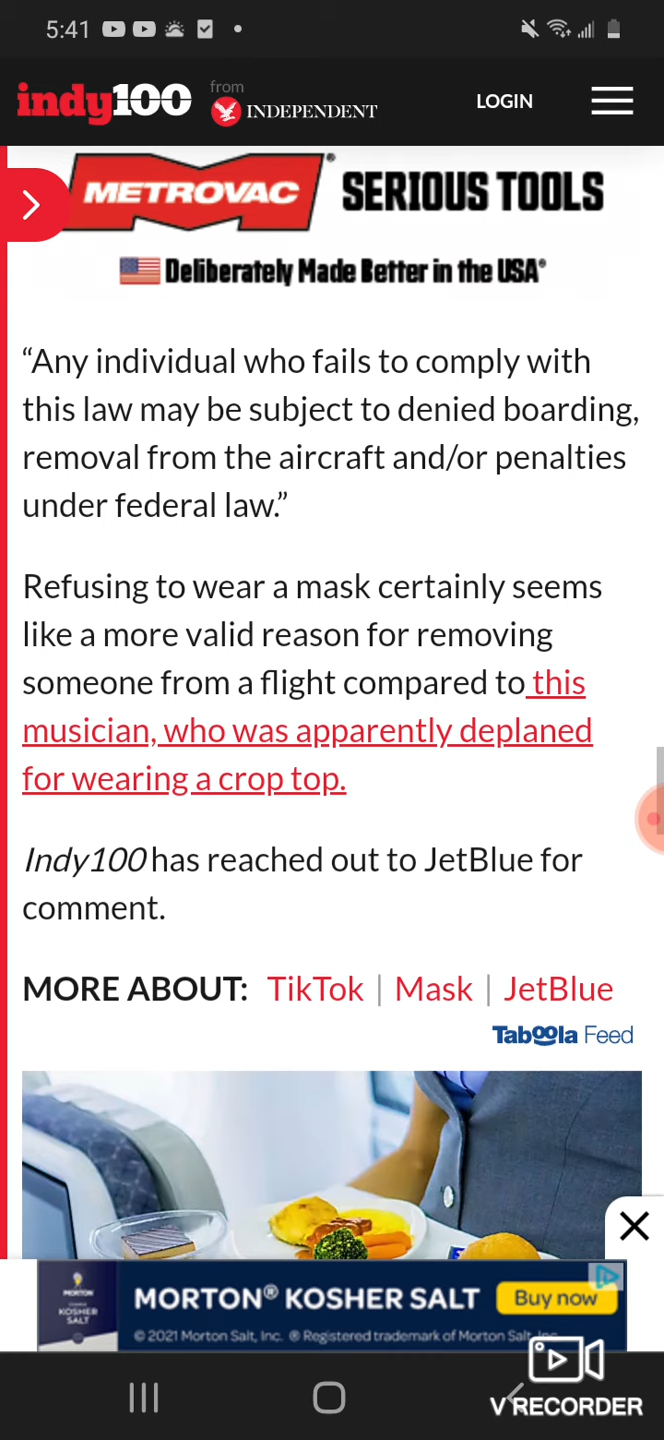 5:41
indy100
from
INDEPENDENT
LOGIN
METROVAC®
SERIOUS TOOLS
Deliberately Made Better in the USA®
“Any individual who fails to comply with
this law may be subject to denied boarding,
removal from the aircraft and/or penalties
under federal law.”
Refusing to wear a mask certainly seems
like a more valid reason for removing
someone from a flight compared to this
musician, who was apparently deplaned
for wearing a crop top.
Indy100 has reached out to JetBlue for
comment.
MORE ABOUT: TikTok | Mask | JetBlue
Taboola Feed
MORTON
KOSHER
SALT
MORTON® KOSHER SALT
Buy now
© 2021 Morton Salt, Inc. ® Registered trademark of Morton Salt, Inc.
V RECORDER